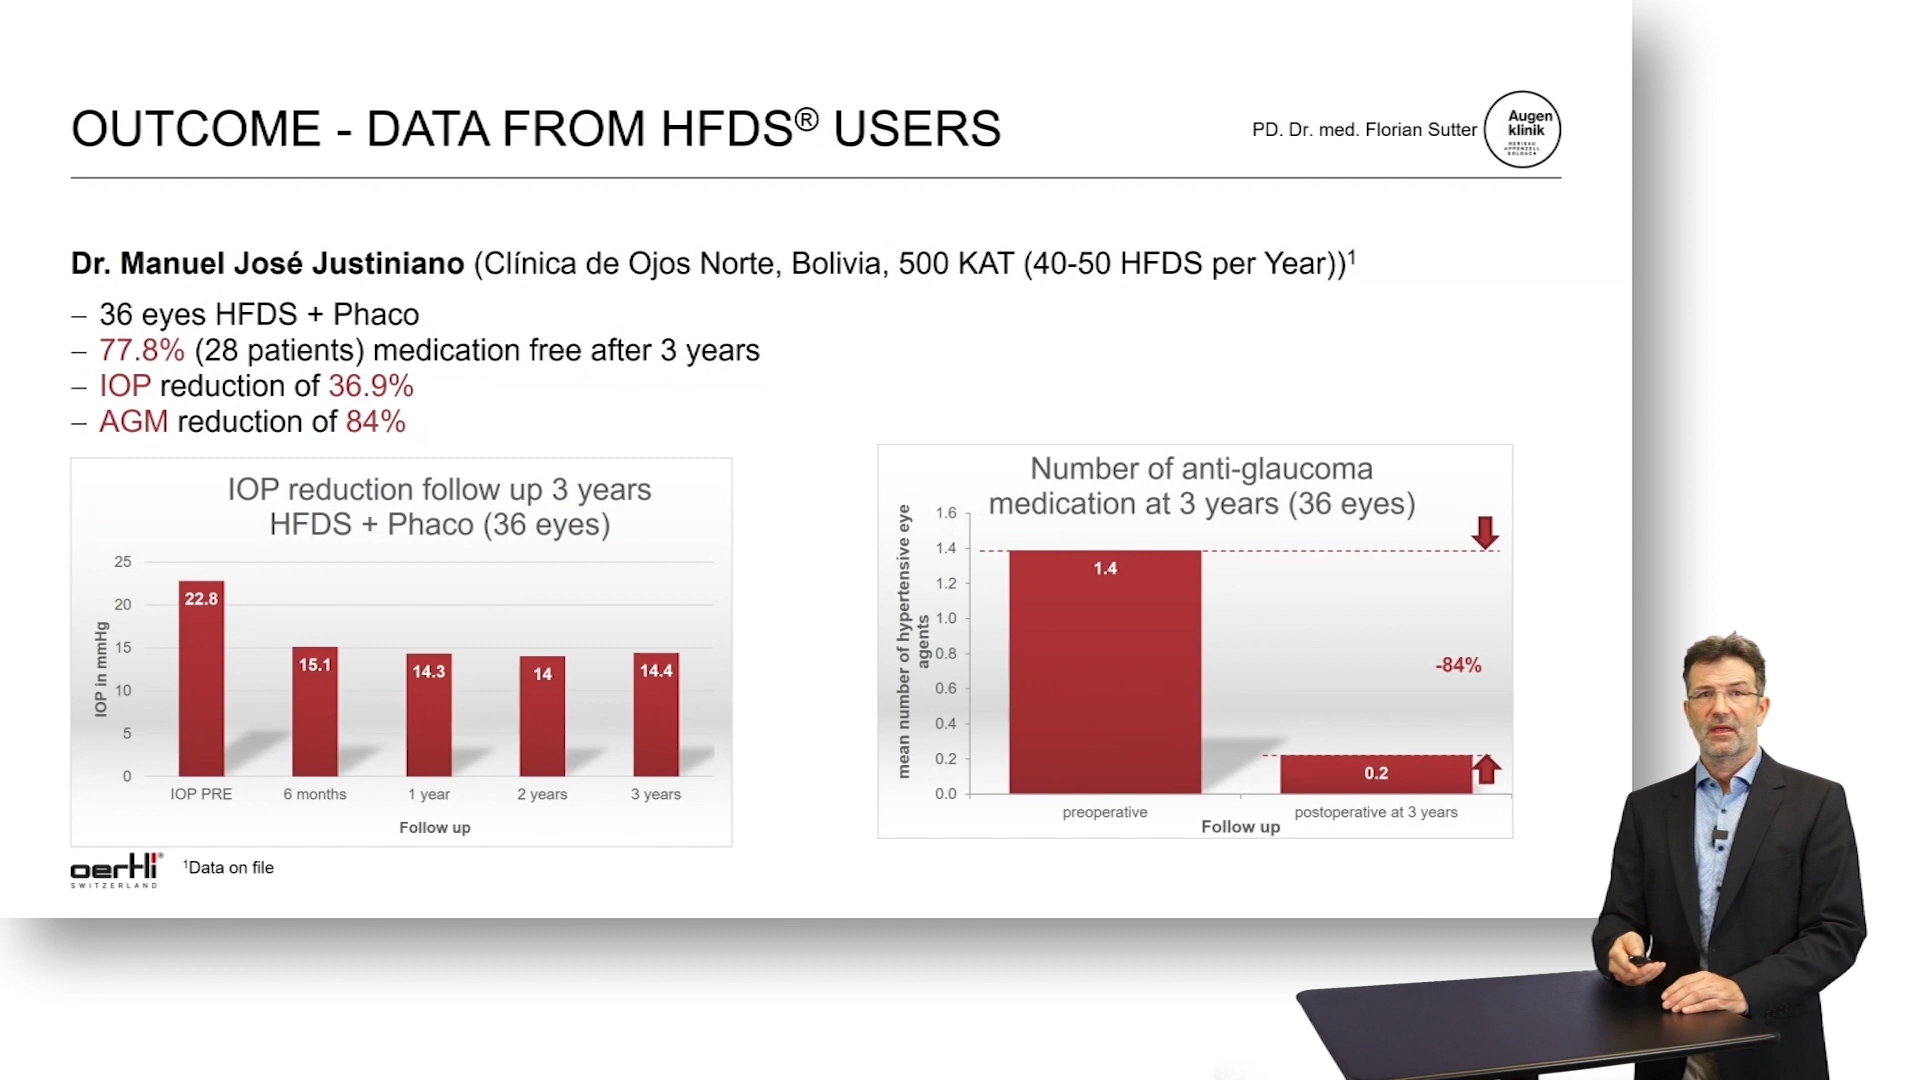 OUTCOME - DATA FROM HFDS® USERS
PD. Dr. med. Florian Sutter
Augen
klinik
HERISAU
APPENZELL
GOLDACH
Dr. Manuel José Justiniano (Clínica de Ojos Norte, Bolivia, 500 KAT (40-50 HFDS per Year))¹
– 36 eyes HFDS + Phaco
– 77.8% (28 patients) medication free after 3 years
– IOP reduction of 36.9%
– AGM reduction of 84%
IOP reduction follow up 3 years
HFDS + Phaco (36 eyes)
IOP in mmHg
25
20
15
10
5
0
22.8
15.1
14.3
14
14.4
IOP PRE
6 months
1 year
2 years
3 years
Follow up
Number of anti-glaucoma
medication at 3 years (36 eyes)
mean number of hypertensive eye
agents
1.6
1.4
1.2
1.0
0.8
0.6
0.4
0.2
0.0
1.4
-84%
0.2
preoperative
postoperative at 3 years
Follow up
oertli®
SWITZERLAND
¹Data on file